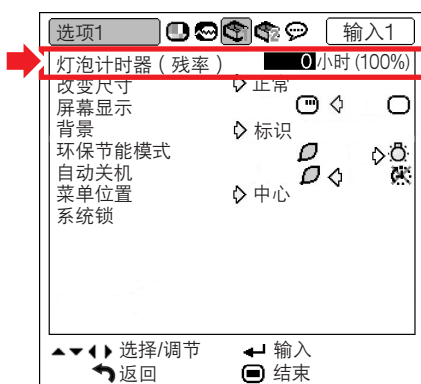 选项1 输入1
灯泡计时器（残率） 0小时(100%)
改变尺寸 正常
屏幕显示
背景 标识
环保节能模式
自动关机
菜单位置 中心
系统锁
选择/调节 输入
返回 结束